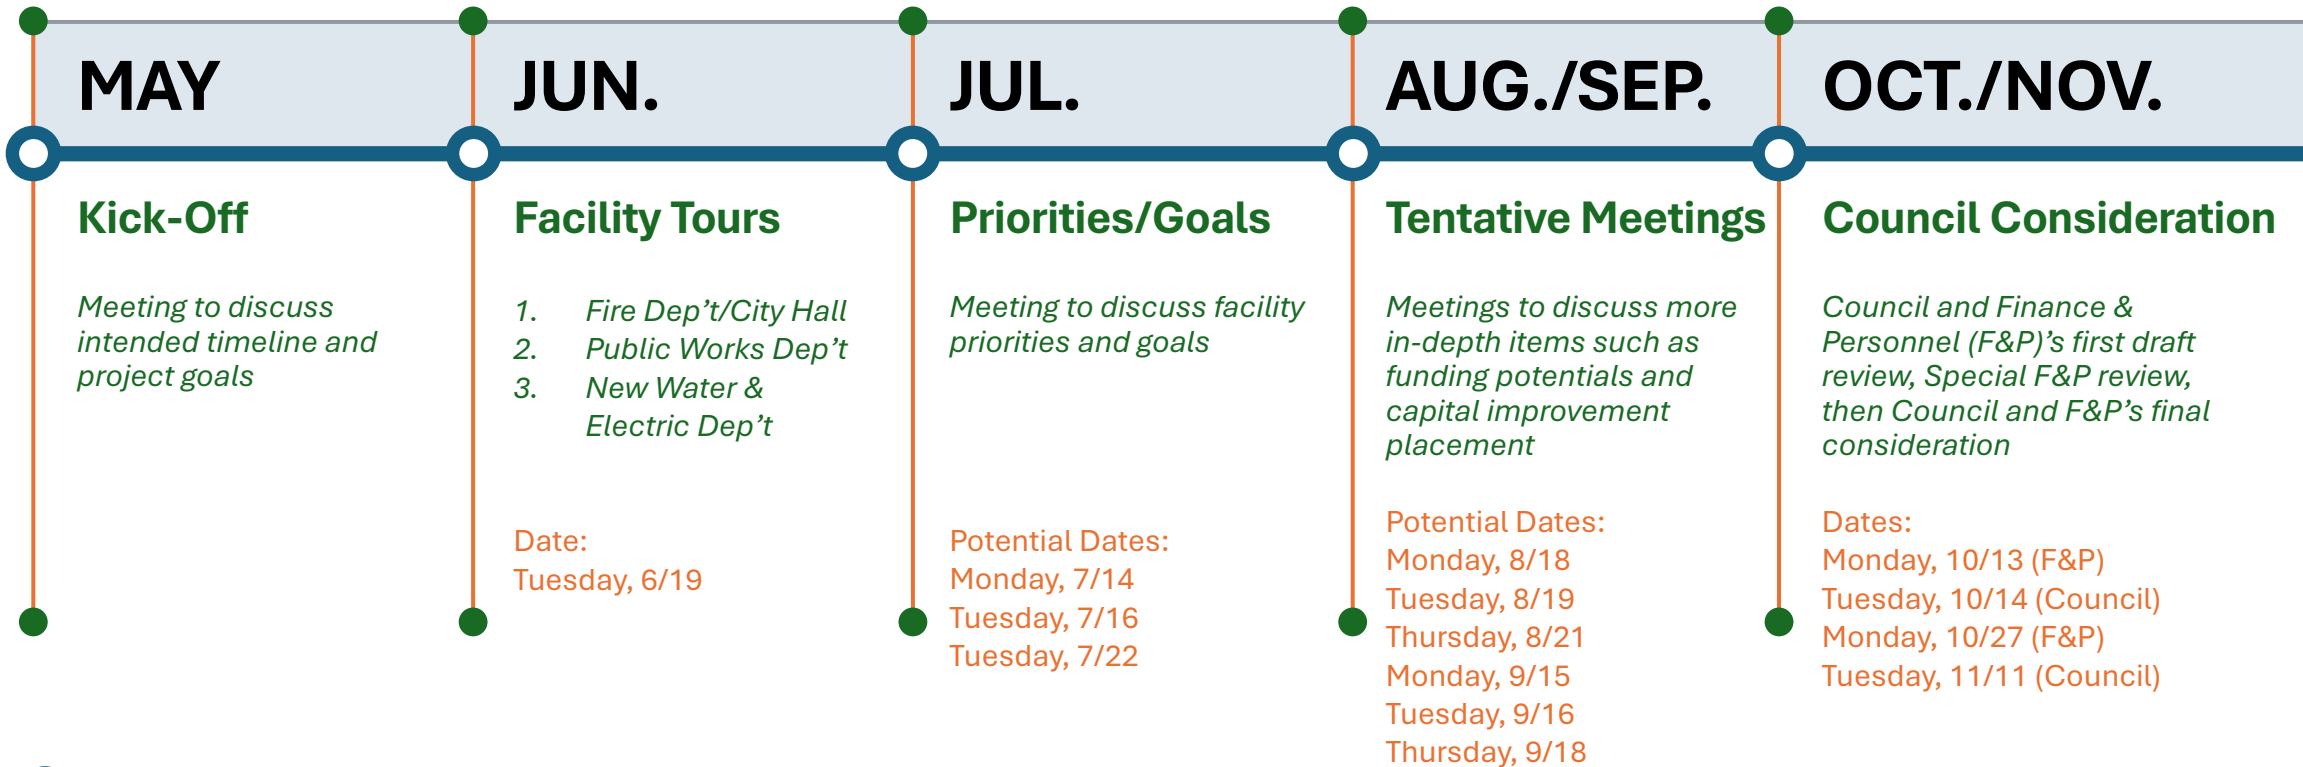 MAY
Kick-Off
Meeting to discuss
intended timeline and
project goals
JUN.
Facility Tours
1. Fire Dep’t/City Hall
2. Public Works Dep’t
3. New Water &
Electric Dep’t
Date:
Tuesday, 6/19
JUL.
Priorities/Goals
Meeting to discuss facility
priorities and goals
Potential Dates:
Monday, 7/14
Tuesday, 7/16
Tuesday, 7/22
AUG./SEP.
Tentative Meetings
Meetings to discuss more
in-depth items such as
funding potentials and
capital improvement
placement
Potential Dates:
Monday, 8/18
Tuesday, 8/19
Thursday, 8/21
Monday, 9/15
Tuesday, 9/16
Thursday, 9/18
OCT./NOV.
Council Consideration
Council and Finance &
Personnel (F&P)’s first draft
review, Special F&P review,
then Council and F&P’s final
consideration
Dates:
Monday, 10/13 (F&P)
Tuesday, 10/14 (Council)
Monday, 10/27 (F&P)
Tuesday, 11/11 (Council)